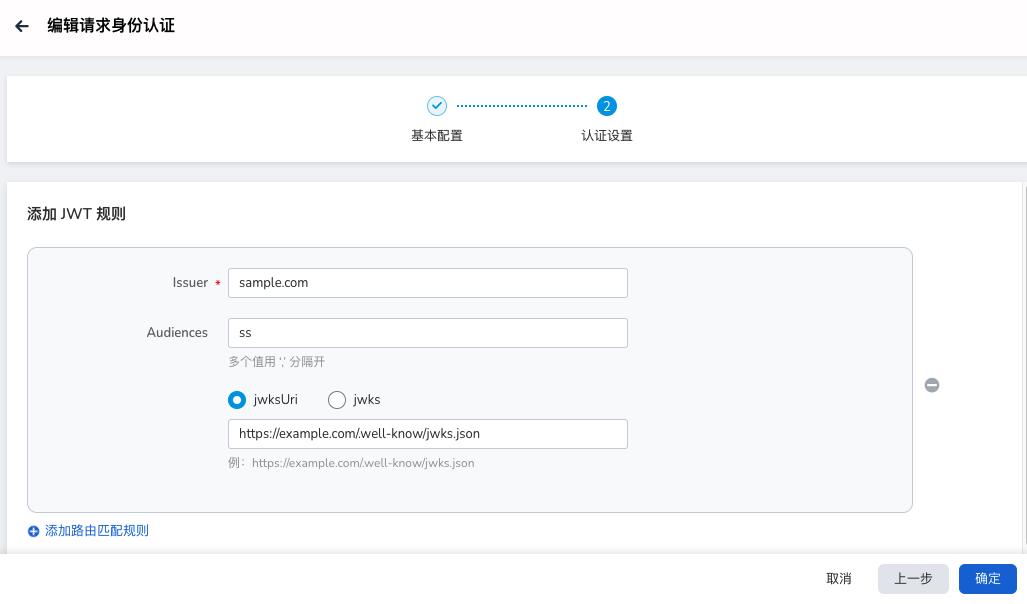 编辑请求身份认证
2
基本配置
认证设置
添加 JWT 规则
Issuer *
sample.com
Audiences
ss
多个值用 ',' 分隔开
jwksUri
jwks
https://example.com/.well-know/jwks.json
例：https://example.com/.well-know/jwks.json
添加路由匹配规则
取消
上一步
确定